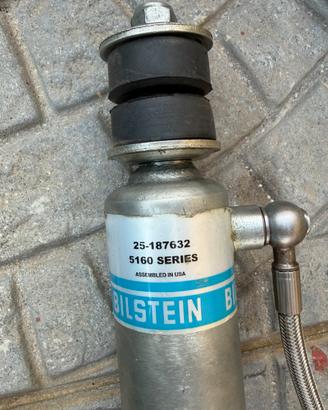 25-187632
5160 SERIES
ASSEMBLED IN USA
BILSTEIN